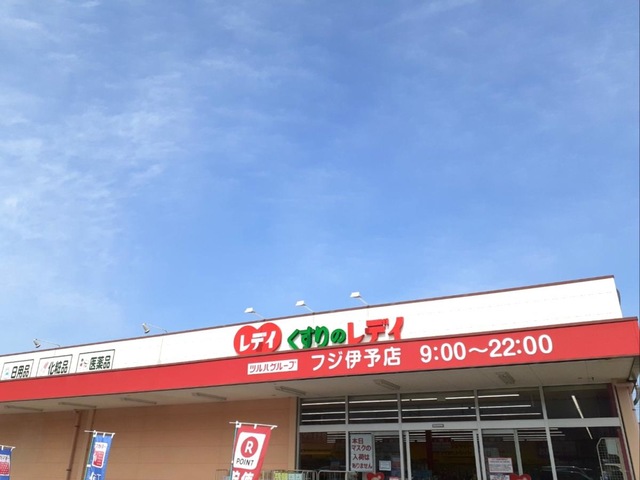 レディ くすりのレディ
日用品 化粧品 医薬品
ツルハグループ フジ伊予店 9:00～22:00
本日
マスクの
入荷は
ありません
R
POINT